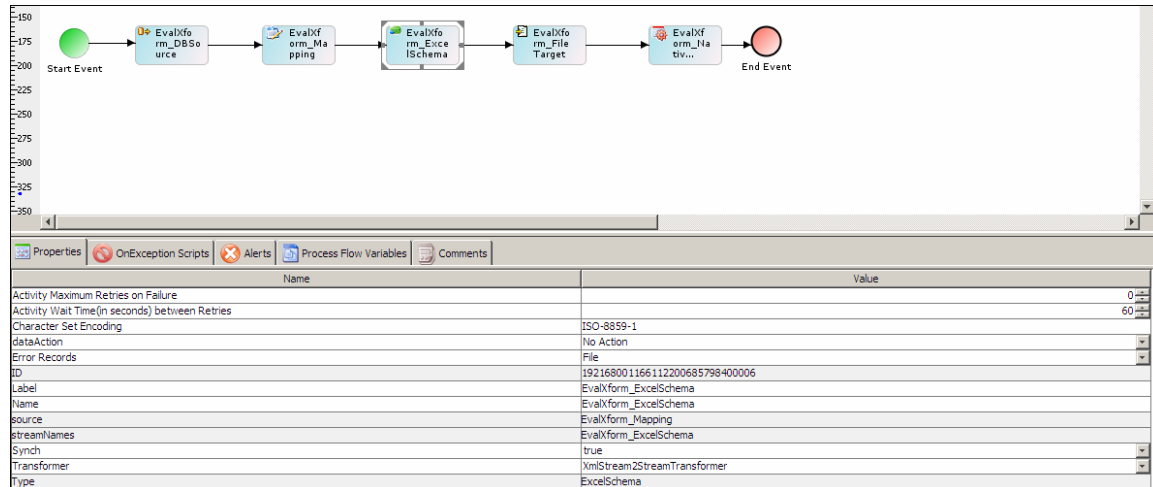 150
175
200
225
250
275
300
325
350
Start Event
EvalXfo
rm_DBSo
urce
EvalXf
orm_Ma
pping
EvalXfo
rm_Exce
lSchema
EvalXfo
rm_File
Target
EvalXf
orm_Na
tiv...
End Event
Properties OnException Scripts Alerts Process Flow Variables Comments
Name Value
Activity Maximum Retries on Failure 0
Activity Wait Time(in seconds) between Retries 60
Character Set Encoding ISO-8859-1
dataAction No Action
Error Records File
ID 192168001166112200685798400006
Label EvalXform_ExcelSchema
Name EvalXform_ExcelSchema
source EvalXform_Mapping
streamNames EvalXform_ExcelSchema
Synch true
Transformer XmlStream2StreamTransformer
Type ExcelSchema